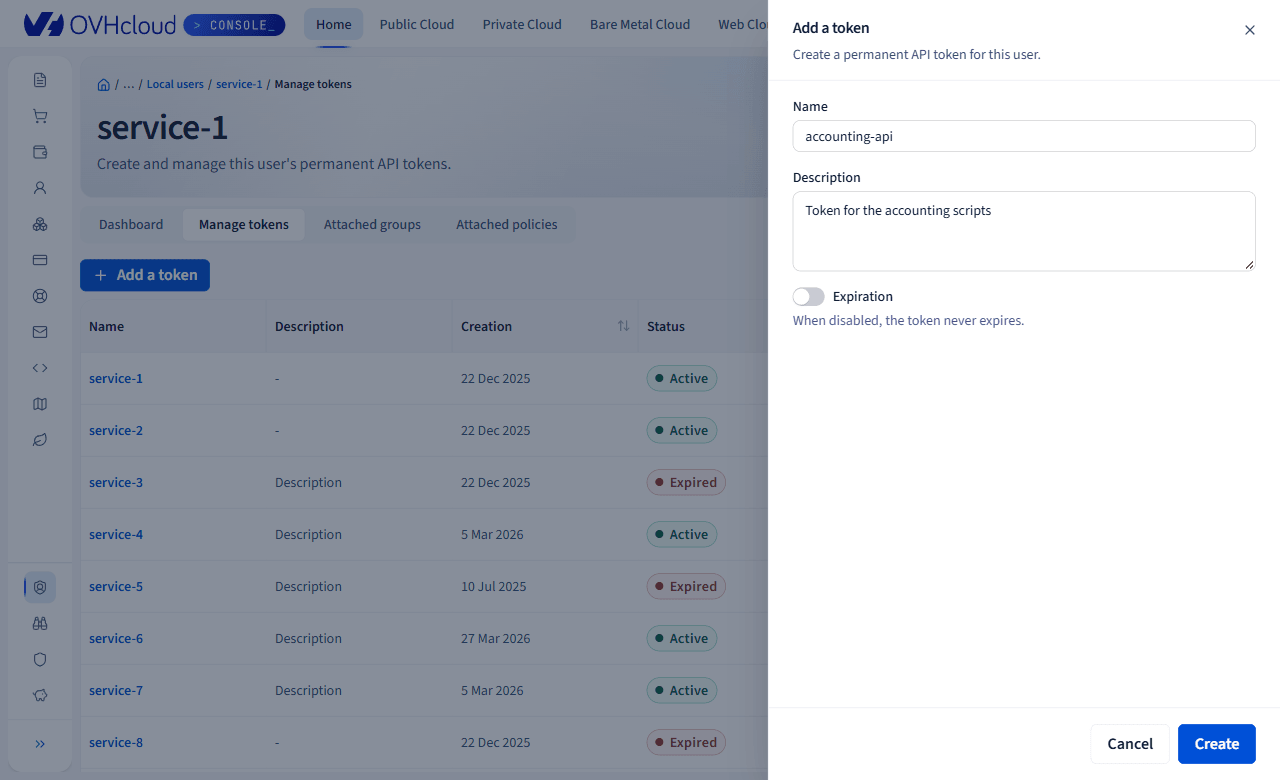 OVHcloud > CONSOLE_ Home Public Cloud Private Cloud Bare Metal Cloud Web Clou
/ ... / Local users / service-1 / Manage tokens
service-1
Create and manage this user's permanent API tokens.
Dashboard Manage tokens Attached groups Attached policies
+ Add a token
Name Description Creation Status
service-1 - 22 Dec 2025 Active
service-2 - 22 Dec 2025 Active
service-3 Description 22 Dec 2025 Expired
service-4 Description 5 Mar 2026 Active
service-5 Description 10 Jul 2025 Expired
service-6 Description 27 Mar 2026 Active
service-7 Description 5 Mar 2026 Active
service-8 - 22 Dec 2025 Expired
Add a token
Create a permanent API token for this user.
Name
accounting-api
Description
Token for the accounting scripts
Expiration
When disabled, the token never expires.
Cancel Create